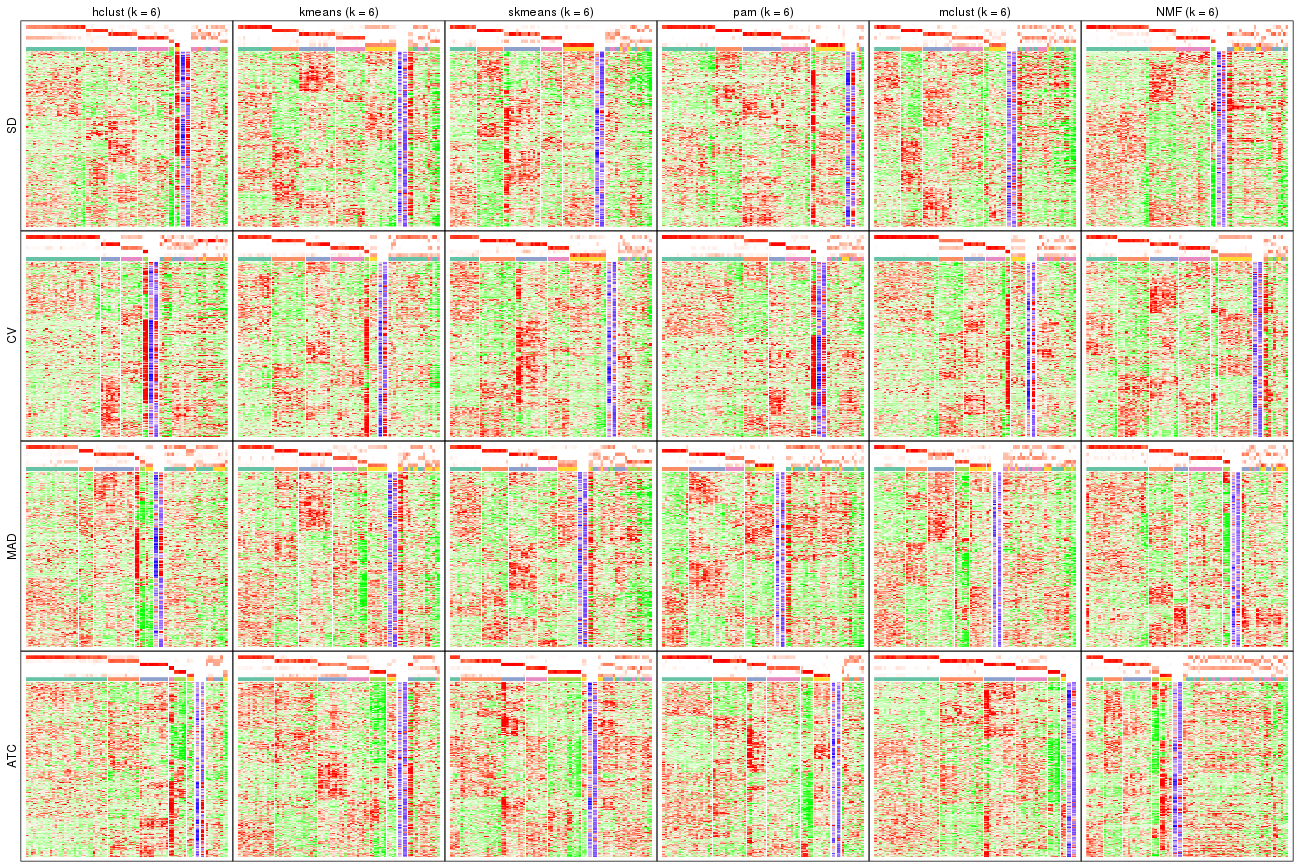 hclust (k = 6)
kmeans (k = 6)
skmeans (k = 6)
pam (k = 6)
mclust (k = 6)
NMF (k = 6)
SD
CV
MAD
ATC